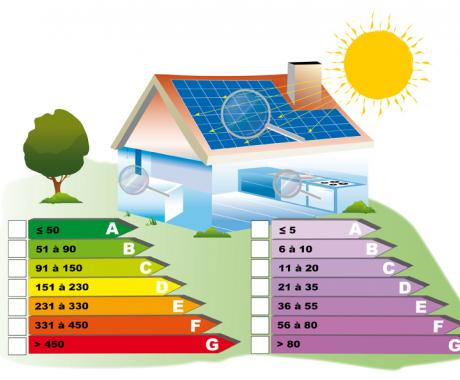 ≤ 50 A
51 à 90 B
91 à 150 C
151 à 230 D
231 à 330 E
331 à 450 F
> 450 G
≤ 5 A
6 à 10 B
11 à 20 C
21 à 35 D
36 à 55 E
56 à 80 F
> 80 G